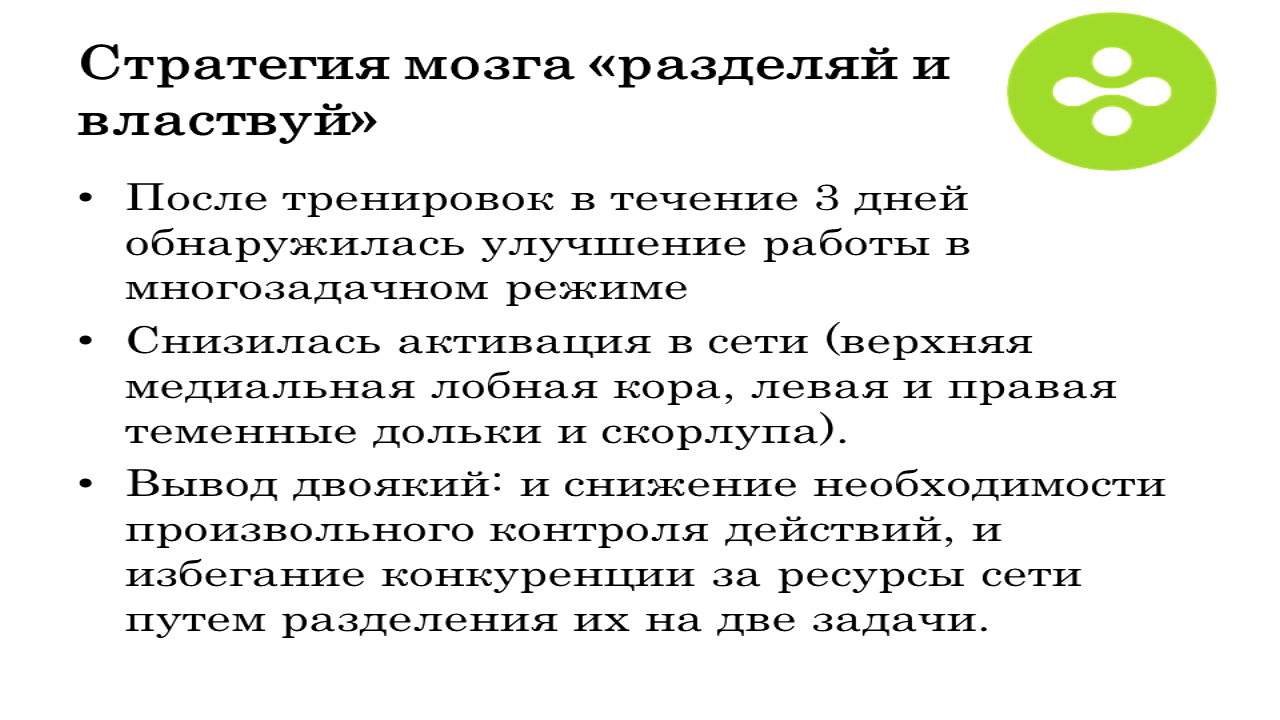 Стратегия мозга «разделяй и
властвуй»
• После тренировок в течение 3 дней
обнаружилась улучшение работы в
многозадачном режиме
• Снизилась активация в сети (верхняя
медиальная лобная кора, левая и правая
теменные дольки и скорлупа).
• Вывод двоякий: и снижение необходимости
произвольного контроля действий, и
избегание конкуренции за ресурсы сети
путем разделения их на две задачи.